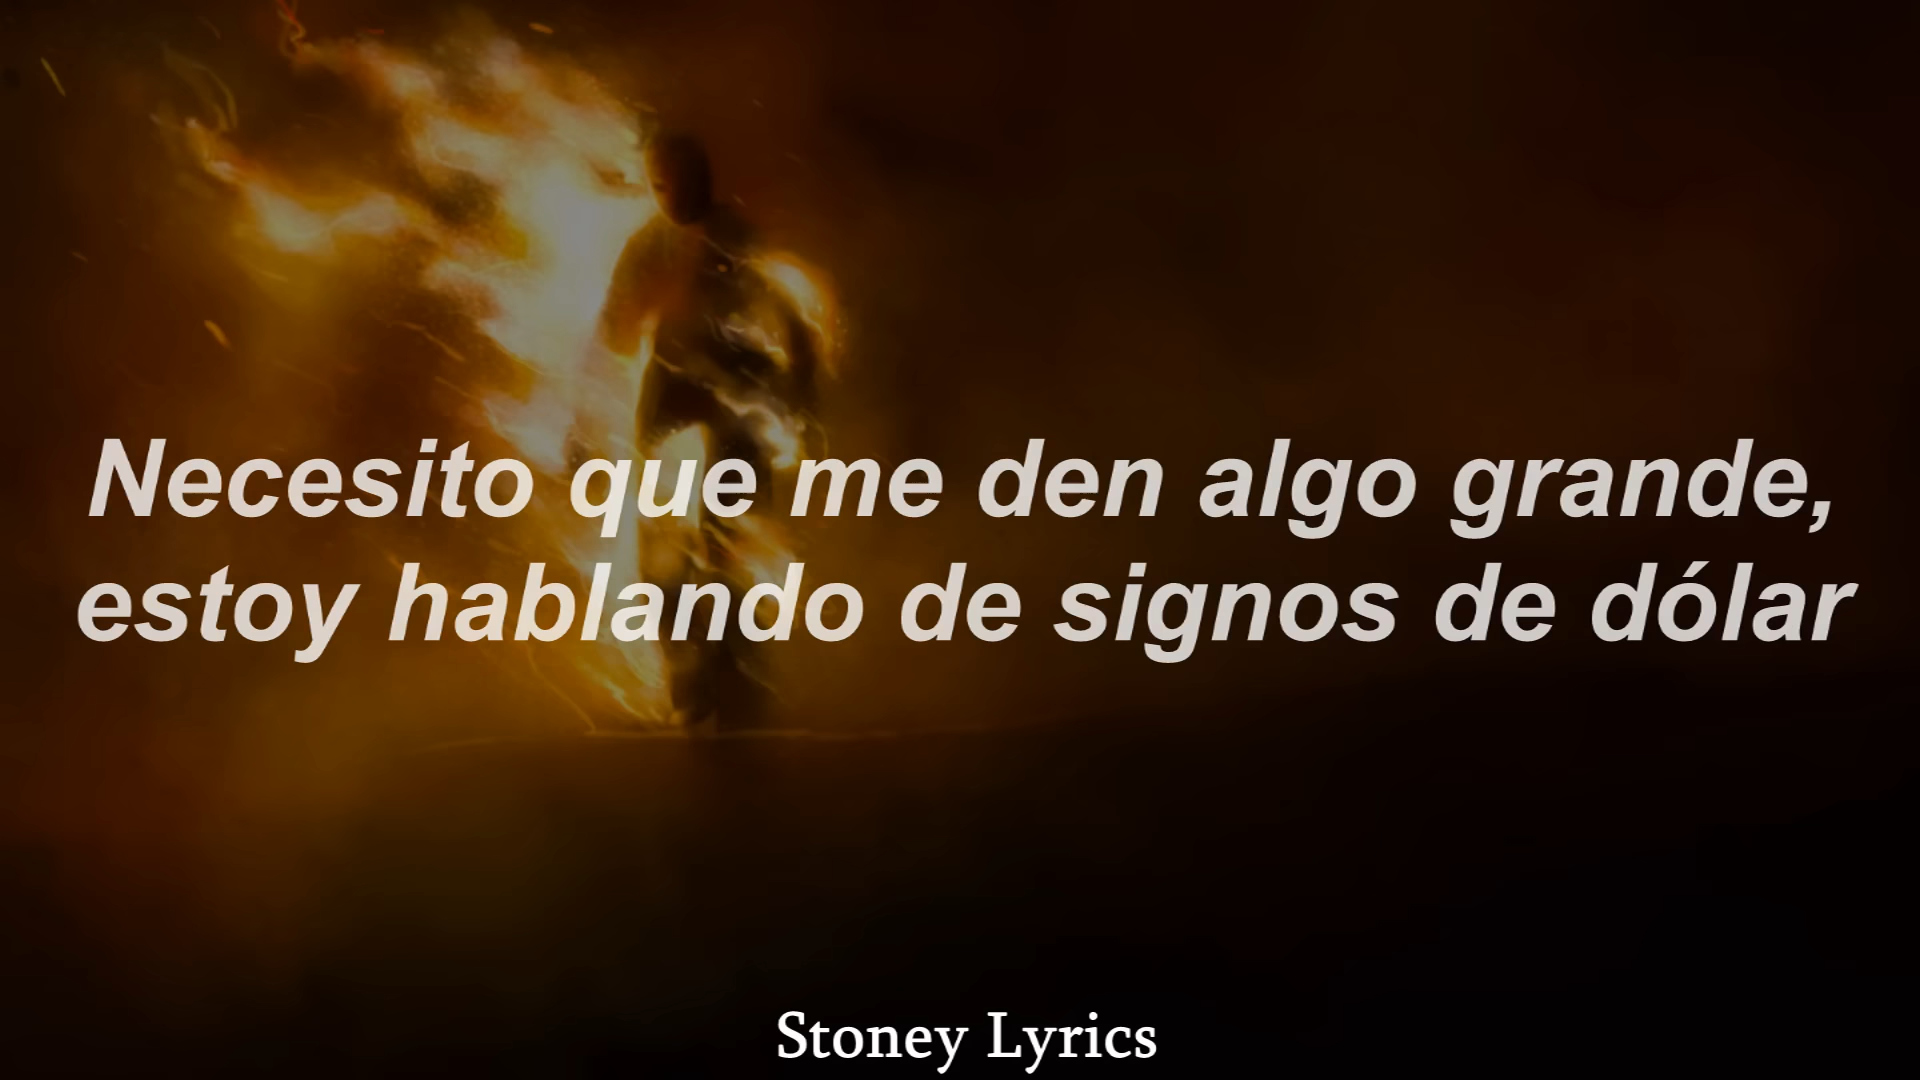 Necesito que me den algo grande,
estoy hablando de signos de dólar
Stoney Lyrics